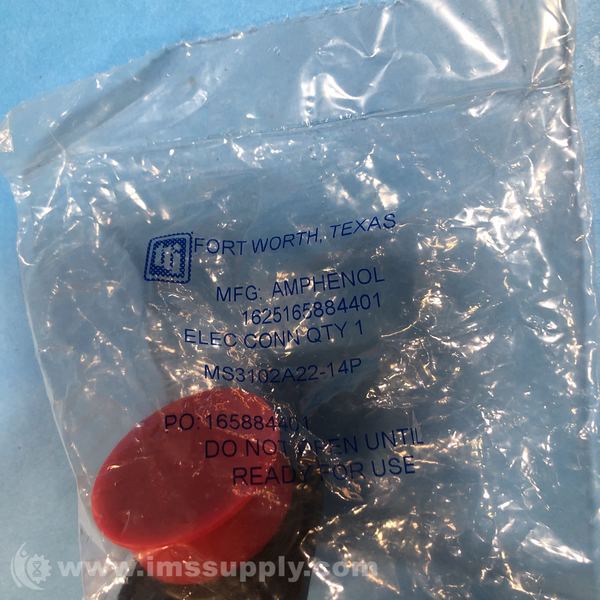 FORT WORTH, TEXAS
MFG: AMPHENOL
1625165884401
ELEC CONN QTY 1
MS3102A22-14P
PO: 165884401
DO NOT OPEN UNTIL
READY FOR USE
www.imssupply.com